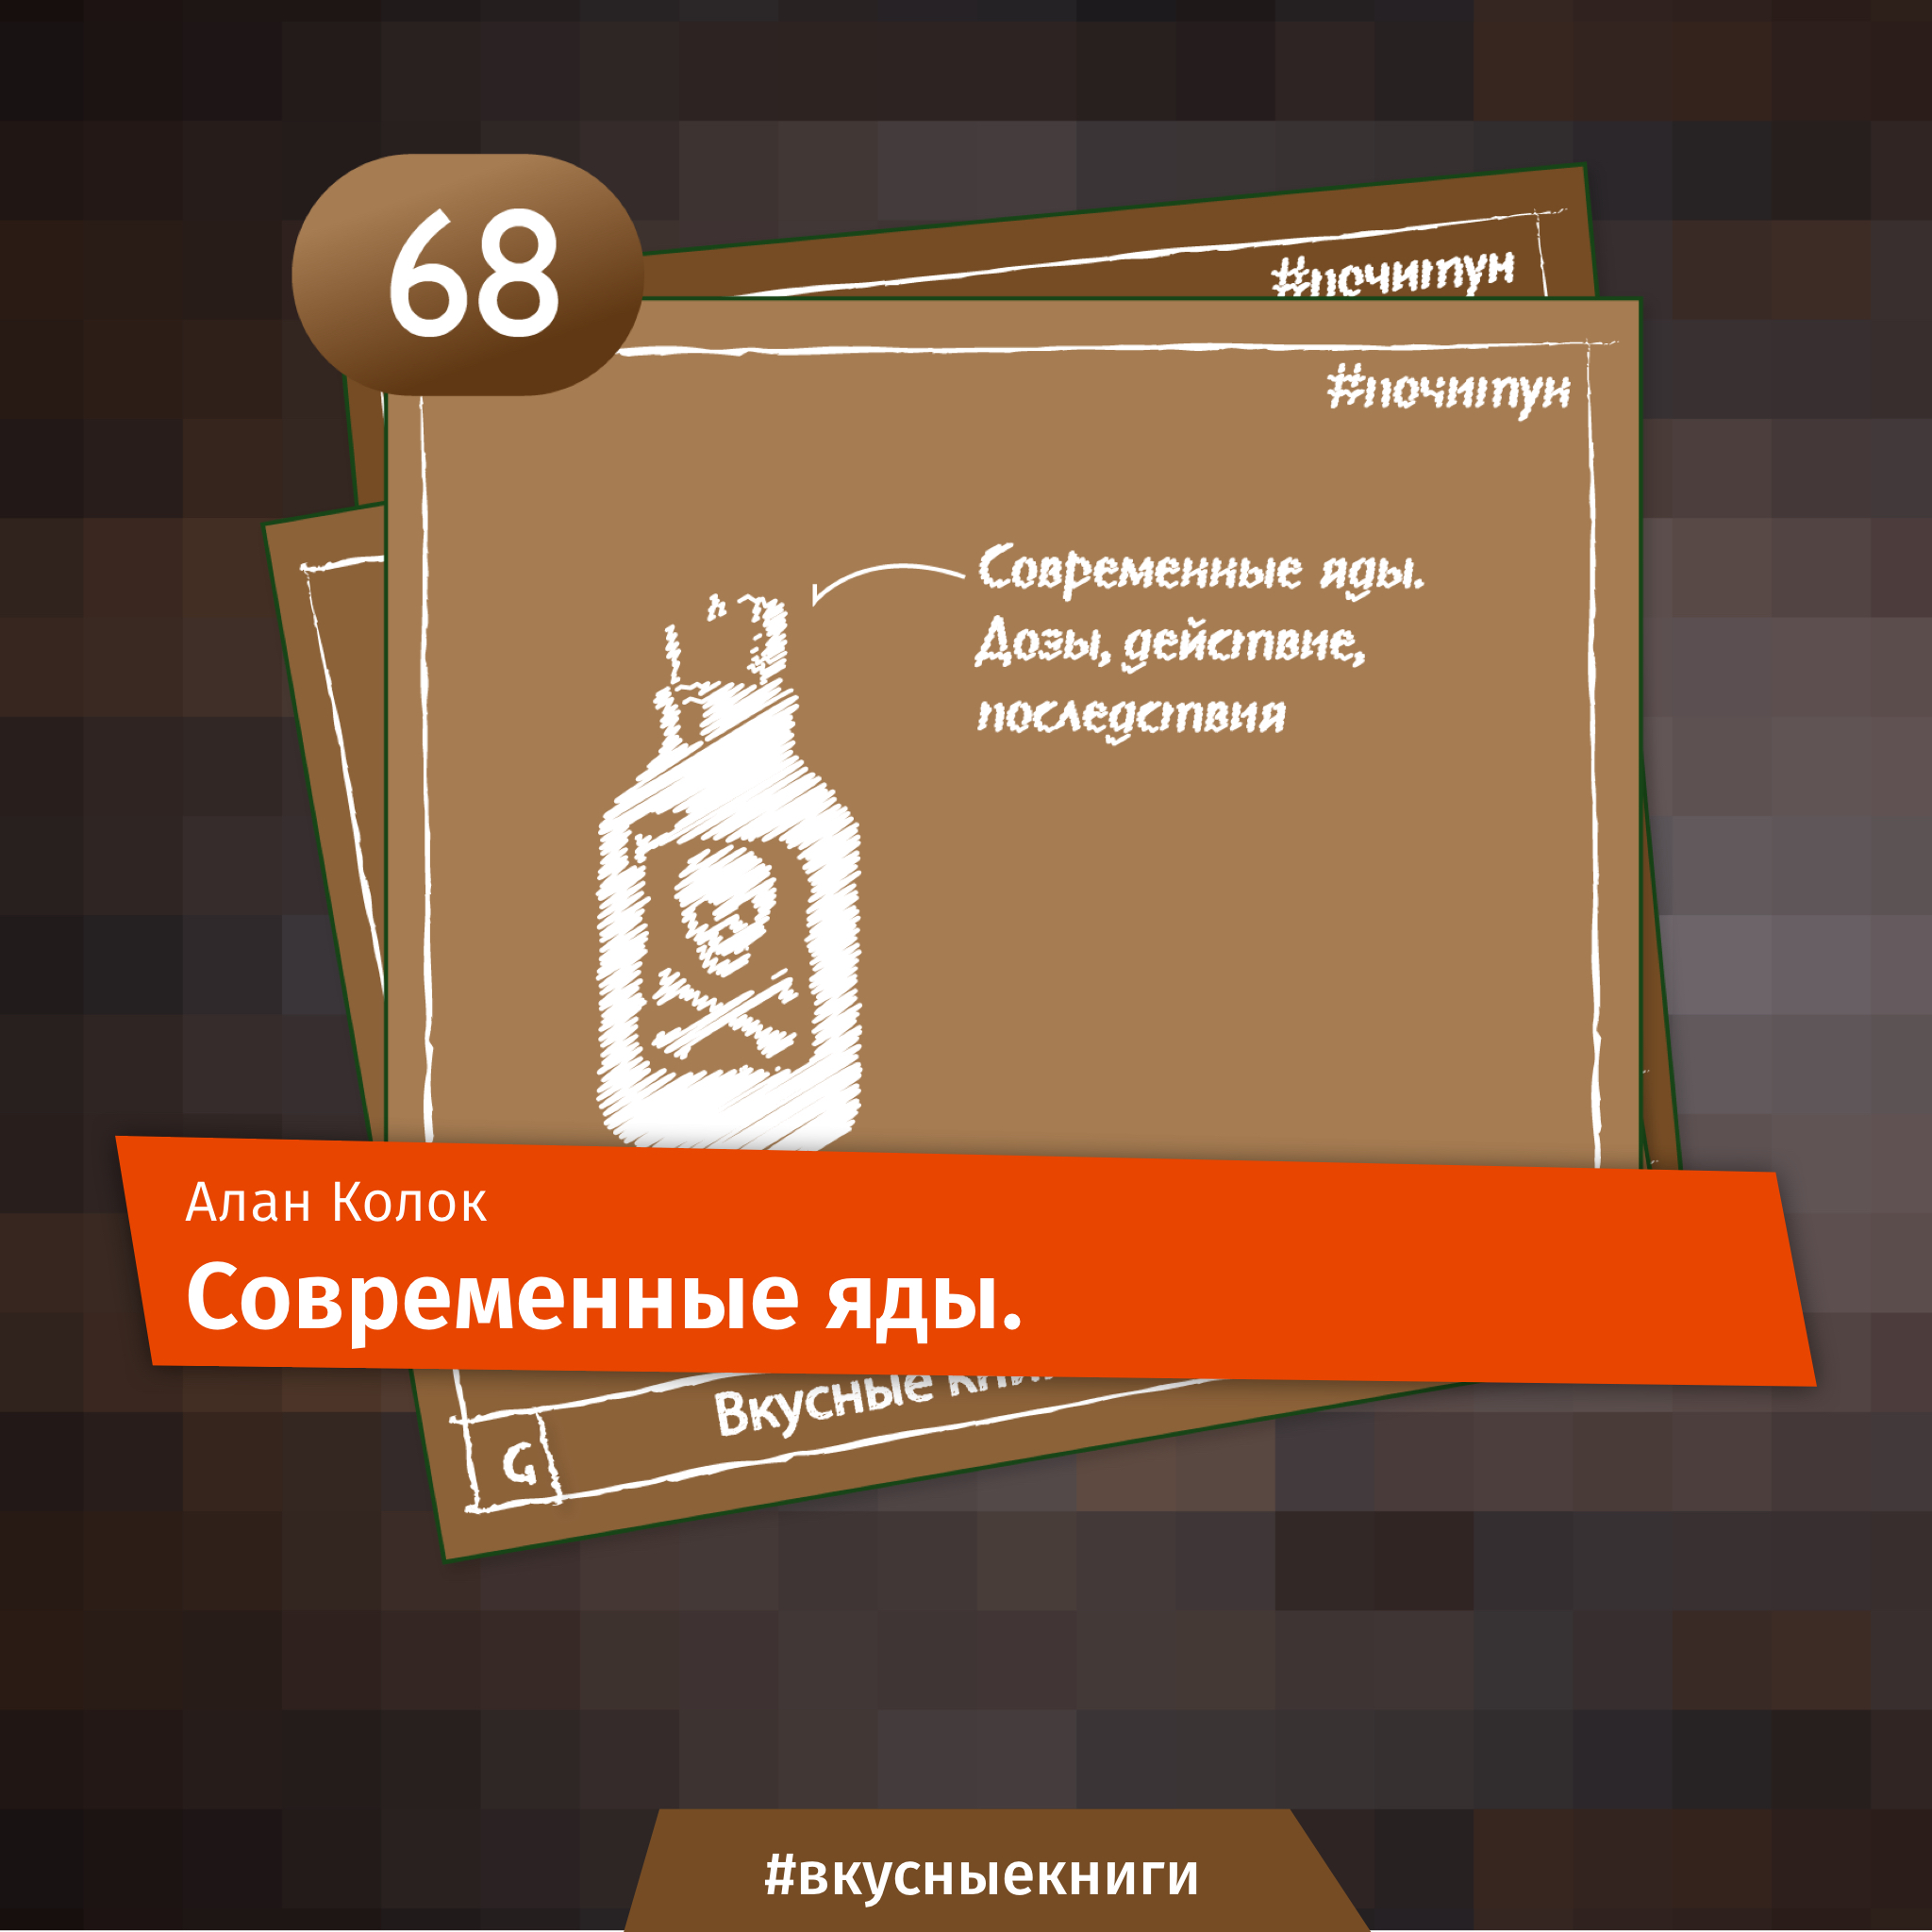 68
#почитун
#почитун
Современные яды.
Дозы, действие,
последствия
Алан Колок
Современные яды.
Вкусные
G
#вкусныекниги